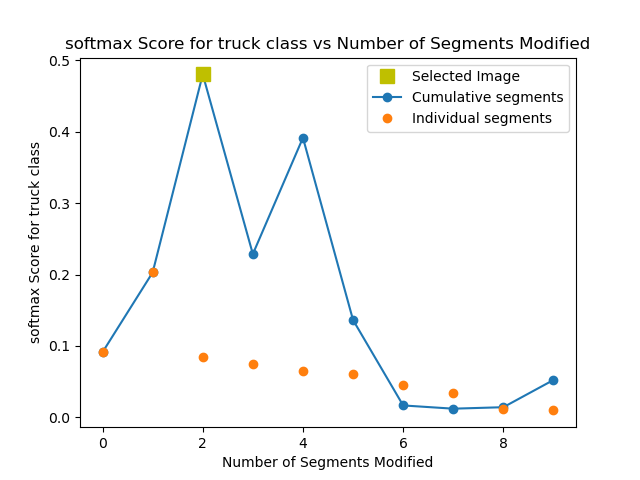 softmax Score for truck class vs Number of Segments Modified
softmax Score for truck class
0.5
0.4
0.3
0.2
0.1
0.0
Selected Image
Cumulative segments
Individual segments
0
2
4
6
8
Number of Segments Modified